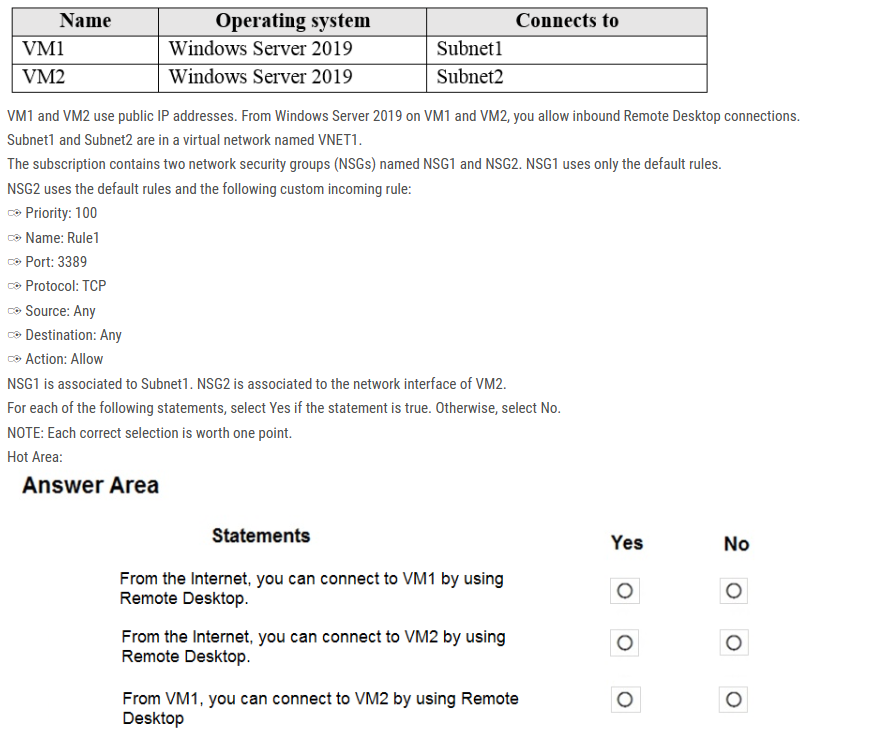 Name Operating system Connects to
VM1 Windows Server 2019 Subnet1
VM2 Windows Server 2019 Subnet2
VM1 and VM2 use public IP addresses. From Windows Server 2019 on VM1 and VM2, you allow inbound Remote Desktop connections.
Subnet1 and Subnet2 are in a virtual network named VNET1.
The subscription contains two network security groups (NSGs) named NSG1 and NSG2. NSG1 uses only the default rules.
NSG2 uses the default rules and the following custom incoming rule:
Priority: 100
Name: Rule1
Port: 3389
Protocol: TCP
Source: Any
Destination: Any
Action: Allow
NSG1 is associated to Subnet1. NSG2 is associated to the network interface of VM2.
For each of the following statements, select Yes if the statement is true. Otherwise, select No.
NOTE: Each correct selection is worth one point.
Hot Area:
Answer Area
Statements Yes No
From the Internet, you can connect to VM1 by using
Remote Desktop.
From the Internet, you can connect to VM2 by using
Remote Desktop.
From VM1, you can connect to VM2 by using Remote
Desktop